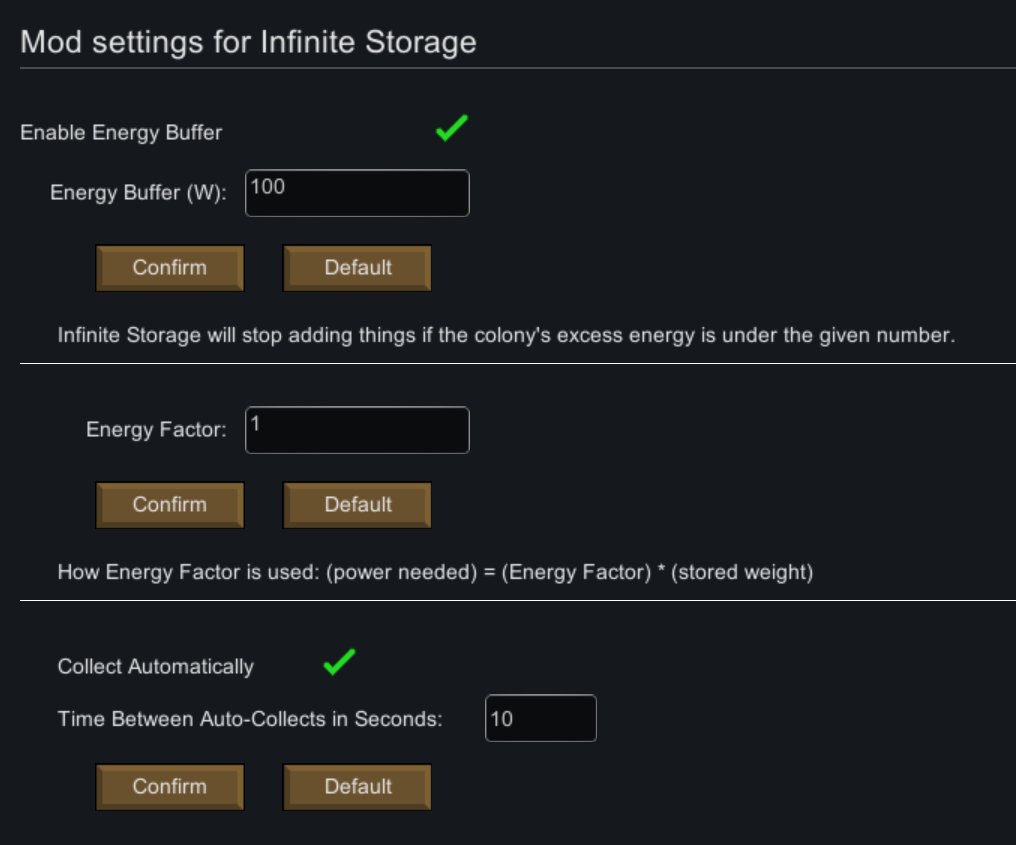 Mod settings for Infinite Storage
Enable Energy Buffer
Energy Buffer (W): 100
Confirm Default
Infinite Storage will stop adding things if the colony's excess energy is under the given number.
Energy Factor: 1
Confirm Default
How Energy Factor is used: (power needed) = (Energy Factor) * (stored weight)
Collect Automatically
Time Between Auto-Collects in Seconds: 10
Confirm Default